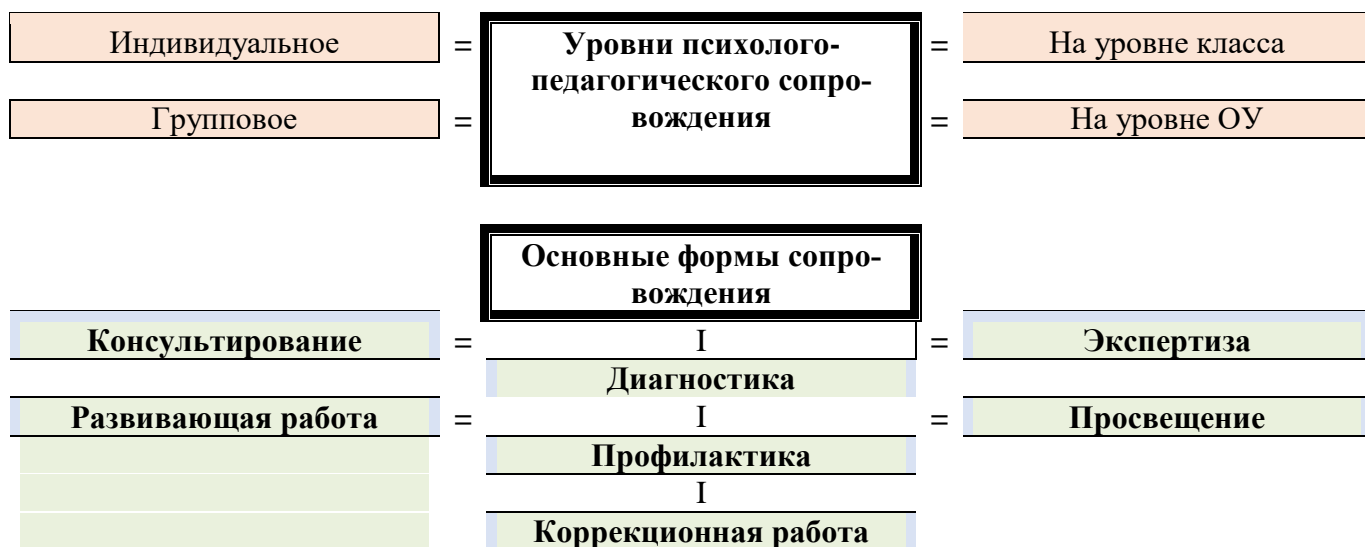 Индивидуальное = Уровни психолого- = На уровне класса
педагогического сопро-
Групповое = вождения = На уровне ОУ
Основные формы сопро-
вождения
Консультирование = I = Экспертиза
Диагностика
Развивающая работа = I = Просвещение
Профилактика
I
Коррекционная работа